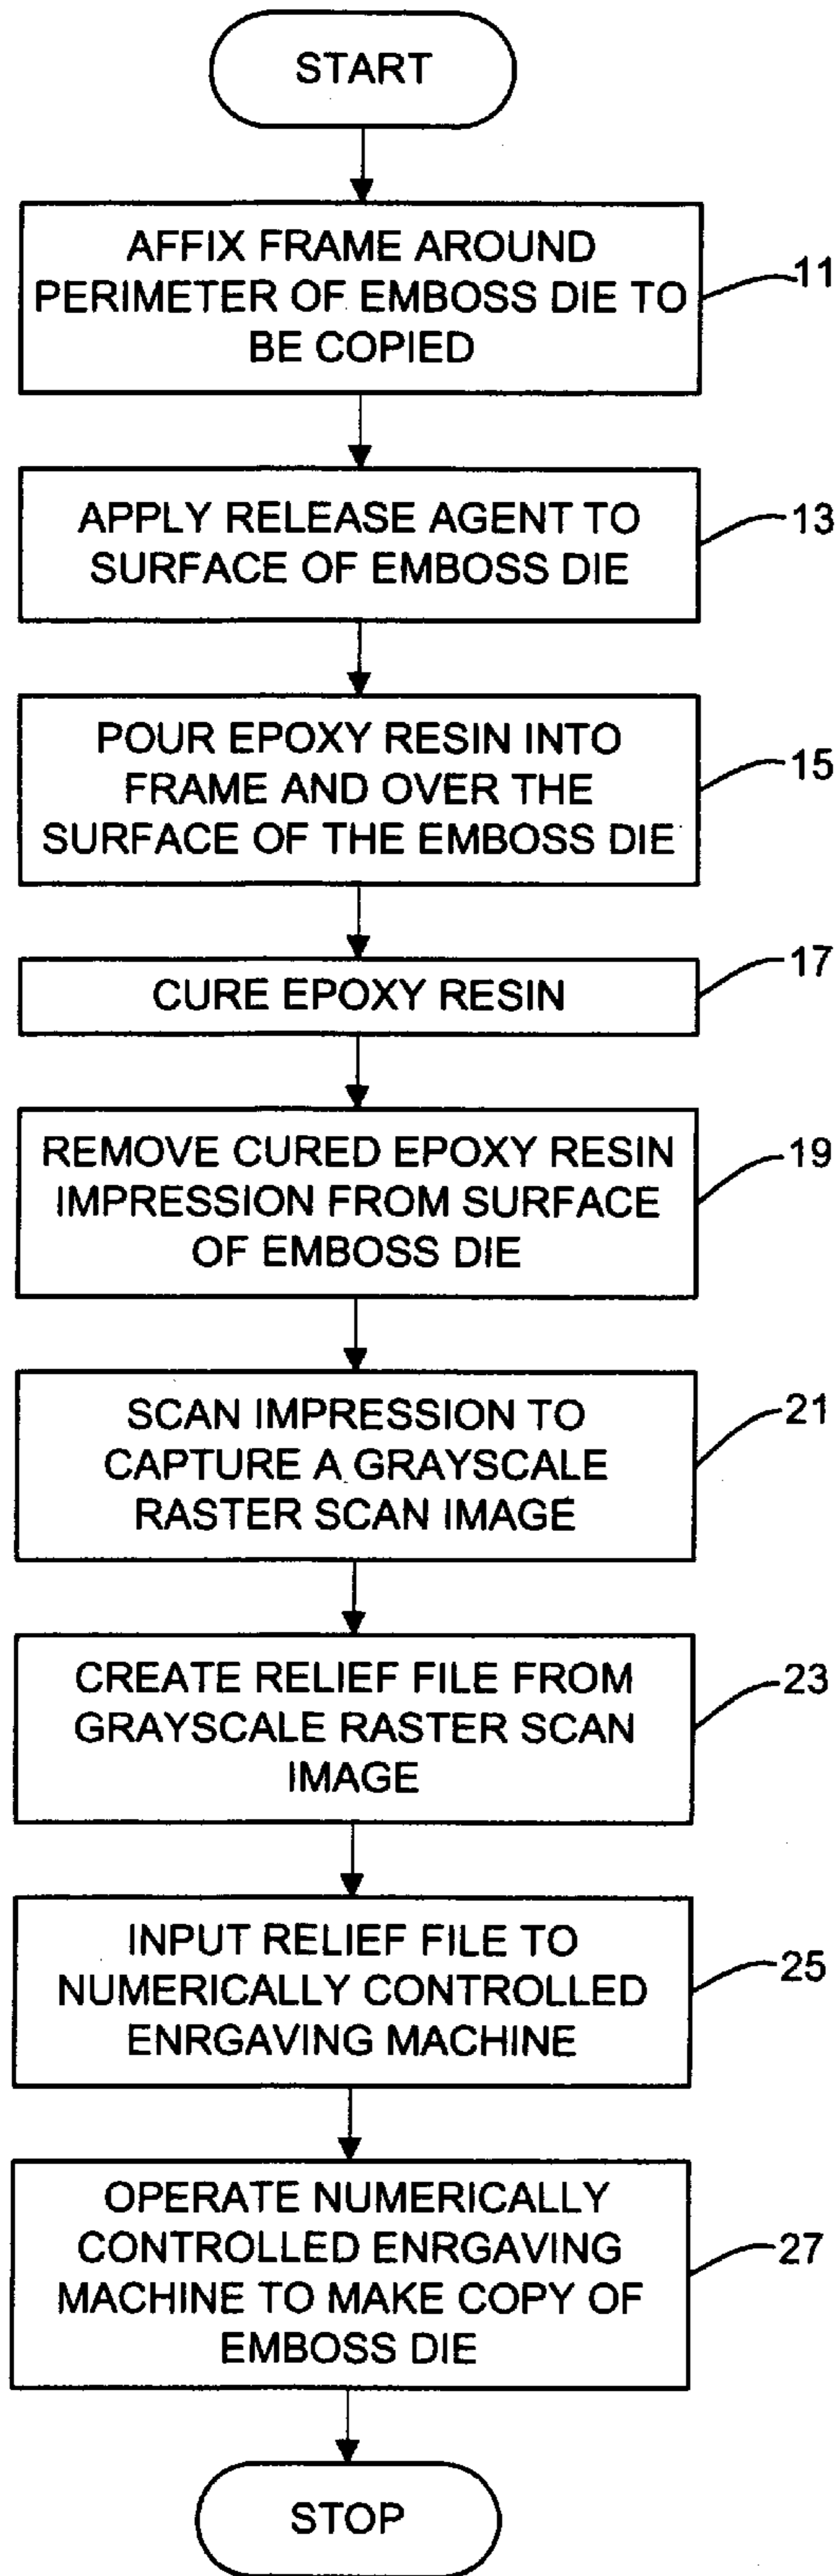 START
AFFIX FRAME AROUND
PERIMETER OF EMBOSS DIE TO
BE COPIED
11
APPLY RELEASE AGENT TO
SURFACE OF EMBOSS DIE
13
POUR EPOXY RESIN INTO
FRAME AND OVER THE
SURFACE OF THE EMBOSS DIE
15
CURE EPOXY RESIN
17
REMOVE CURED EPOXY RESIN
IMPRESSION FROM SURFACE
OF EMBOSS DIE
19
SCAN IMPRESSION TO
CAPTURE A GRAYSCALE
RASTER SCAN IMAGE
21
CREATE RELIEF FILE FROM
GRAYSCALE RASTER SCAN
IMAGE
23
INPUT RELIEF FILE TO
NUMERICALLY CONTROLLED
ENRGAVING MACHINE
25
OPERATE NUMERICALLY
CONTROLLED ENRGAVING
MACHINE TO MAKE COPY OF
EMBOSS DIE
27
STOP